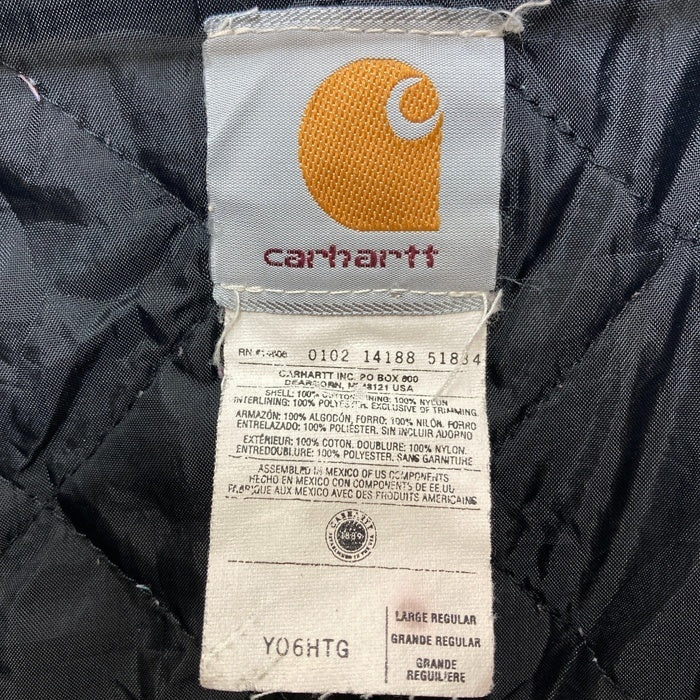 carhartt
RN #14806 0102 14188 51834
CARHARTT INC. PO BOX 600
DEARBORN, MI 48121 USA
SHELL: 100% COTTON. LINING: 100% NYLON
INTERLINING: 100% POLYESTER, EXCLUSIVE OF TRIMMING.
ARMAZÓN: 100% ALGODÓN, FORRO: 100% NILÓN, FORRO
ENTRELAZADO: 100% POLIÉSTER. SIN INCLUIR ADORNO
EXTÉRIEUR: 100% COTON. DOUBLURE: 100% NYLON.
ENTREDOUBLURE: 100% POLYESTER, SANS GARNITURE
ASSEMBLED IN MEXICO OF US COMPONENTS
HECHO EN MEXICO CON COMPONENTS DE EE.UU
FABRIQUE AUX MEXICO AVEC DES PRODUITS AMERICAINS
CARHARTT
1889
Y06HTG
LARGE REGULAR
GRANDE REGULAR
GRANDE
REGULIERE